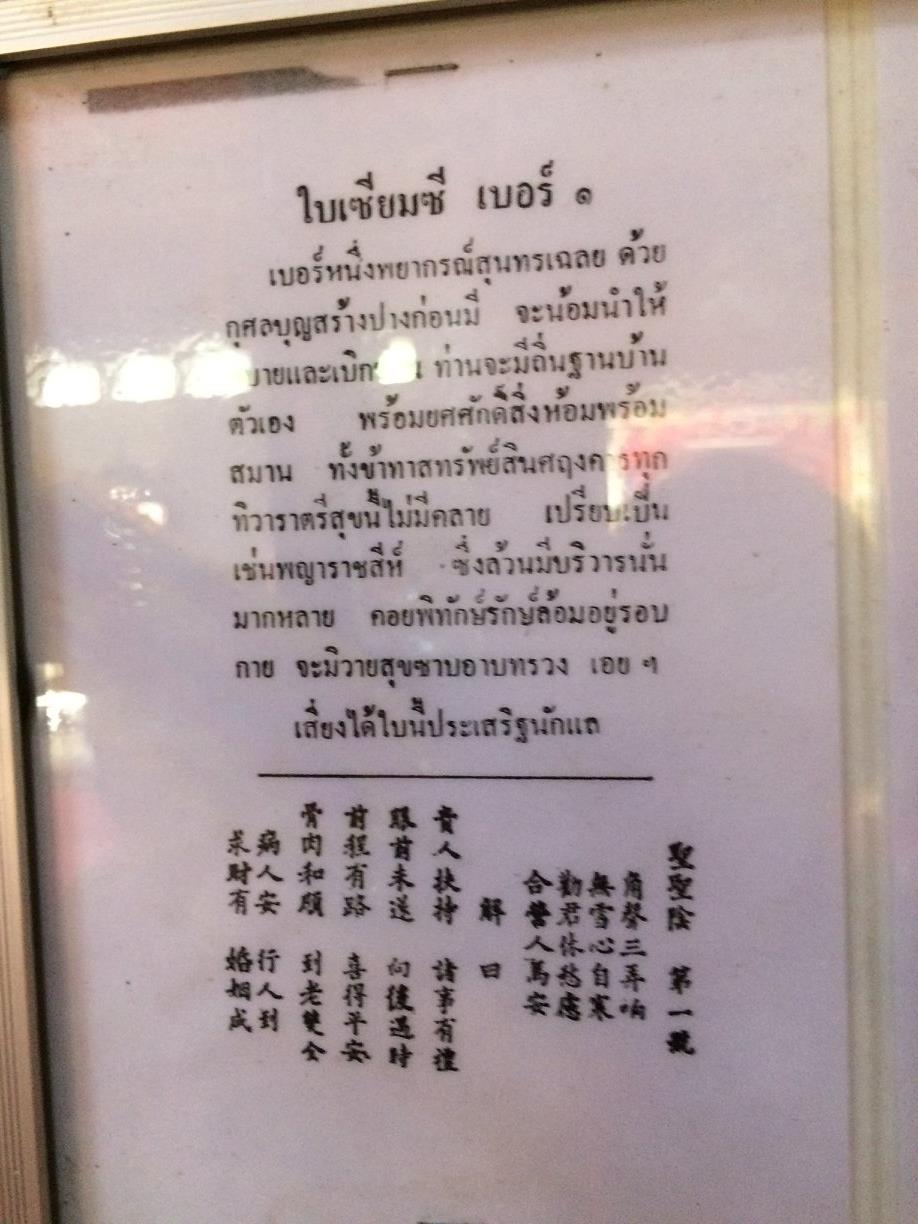 ใบเซียมซี เบอร์ ๑
เบอร์หนึ่งพยากรณ์สุนทรเฉลย ด้วย
กุศลบุญสร้างปางก่อนมี จะน้อมนำให้
ท่านจะมีถิ่นฐานบ้าน
ตัวเอง พร้อมยศศักดิ์สิ่งห้อมพร้อม
สมาน ทั้งข้าทาสทรัพย์สินศฤงคารทุก
ทิวาราตรีสุขนี้ไม่มีคลาย เปรียบเป็น
เช่นพญาราชสีห์ ซึ่งล้วนมีบริวารนั่น
มากหลาย คอยพิทักษ์รักษ์ล้อมอยู่รอบ
กาย จะมิวายสุขซาบอาบทรวง เอย ฯ
เสี่ยงได้ใบนี้ประเสริฐนักแล
聖聖陰 第一號
角聲三弄响
無雪心自寒
勸君休愁慮
合營人馬安
解曰
貴人扶持 諸事有禮
眼前未送 向後遇時
前程有路 喜得平安
骨肉和順 到老雙全
病人安 行人到
求財有 婚姻成